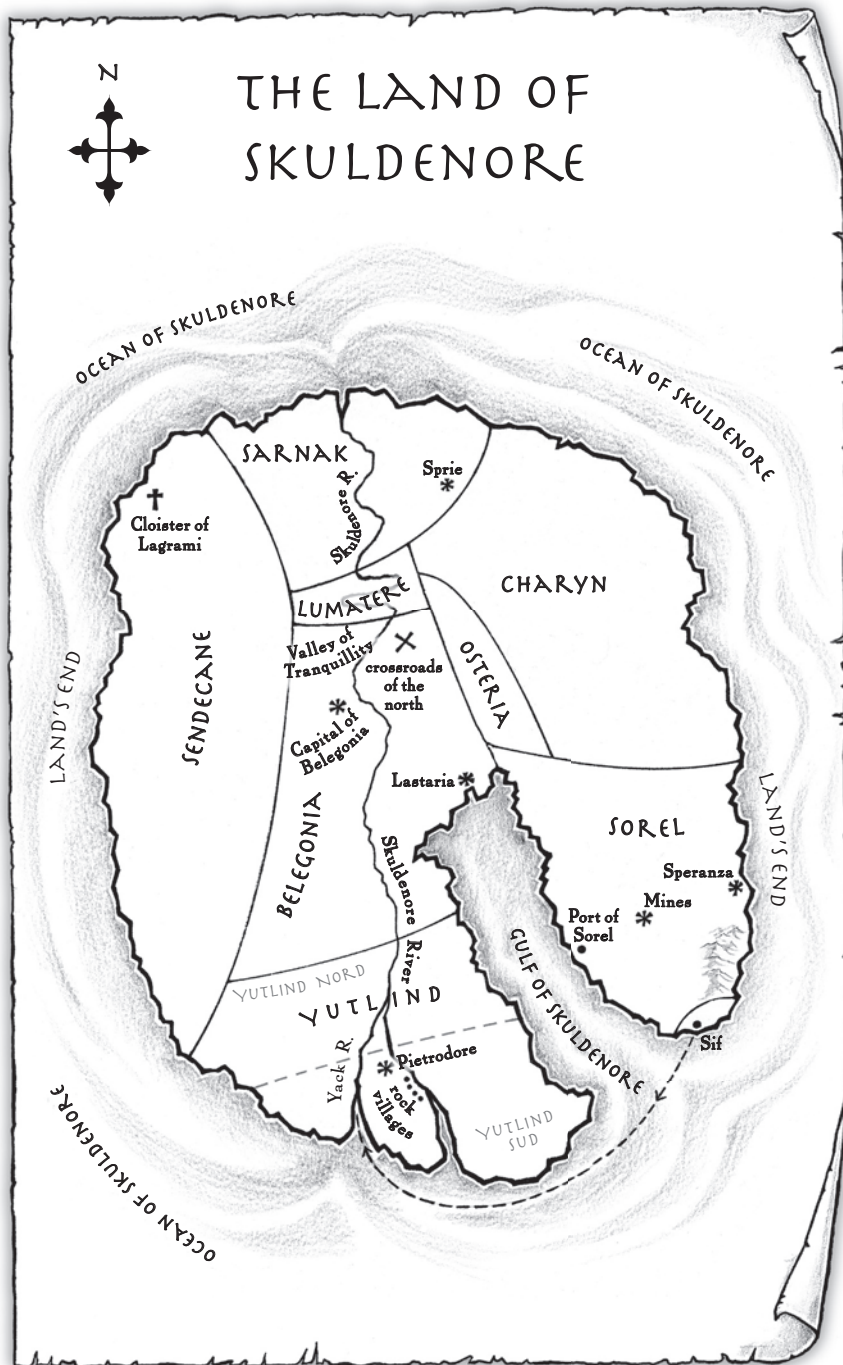 N
THE LAND OF
SKULDENORE
OCEAN OF SKULDENORE
OCEAN OF SKULDENORE
SARNAK
Skuldenore R.
Sprie
Cloister of
Lagrami
CHARYN
LUMATERE
Valley of
Tranquillity
crossroads
of the
north
OSTERIA
SENDECANE
LAND'S END
Capital of
Belegonia
Lastaria
BELEGONIA
Skuldenore River
SOREL
LAND'S END
Speranza
Mines
Port of
Sorel
GULF OF SKULDENORE
YUTLIND NORD
YUTLIND
Sif
Yack R.
Pietrodore
rock
villages
YUTLIND
SUD
OCEAN OF SKULDENORE